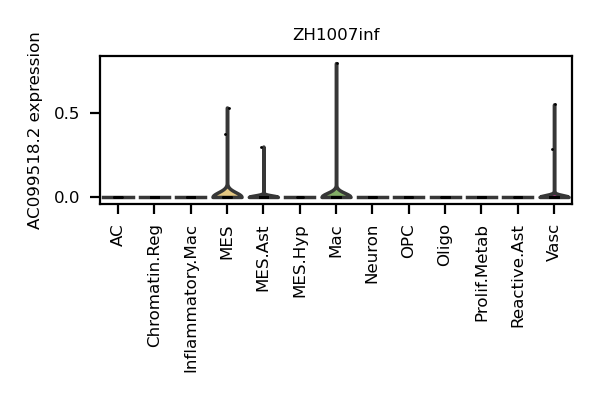 ZH1007inf
AC099518.2 expression
0.5
0.0
AC
Chromatin.Reg
Inflammatory.Mac
MES
MES.Ast
MES.Hyp
Mac
Neuron
OPC
Oligo
Prolif.Metab
Reactive.Ast
Vasc